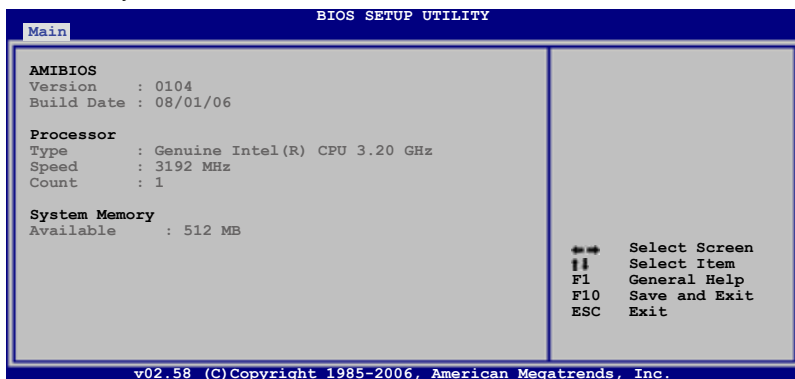 BIOS SETUP UTILITY
Main
AMIBIOS
Version : 0104
Build Date : 08/01/06
Processor
Type : Genuine Intel(R) CPU 3.20 GHz
Speed : 3192 MHz
Count : 1
System Memory
Available : 512 MB
←→ Select Screen
↑↓ Select Item
F1 General Help
F10 Save and Exit
ESC Exit
v02.58 (C)Copyright 1985-2006, American Megatrends, Inc.